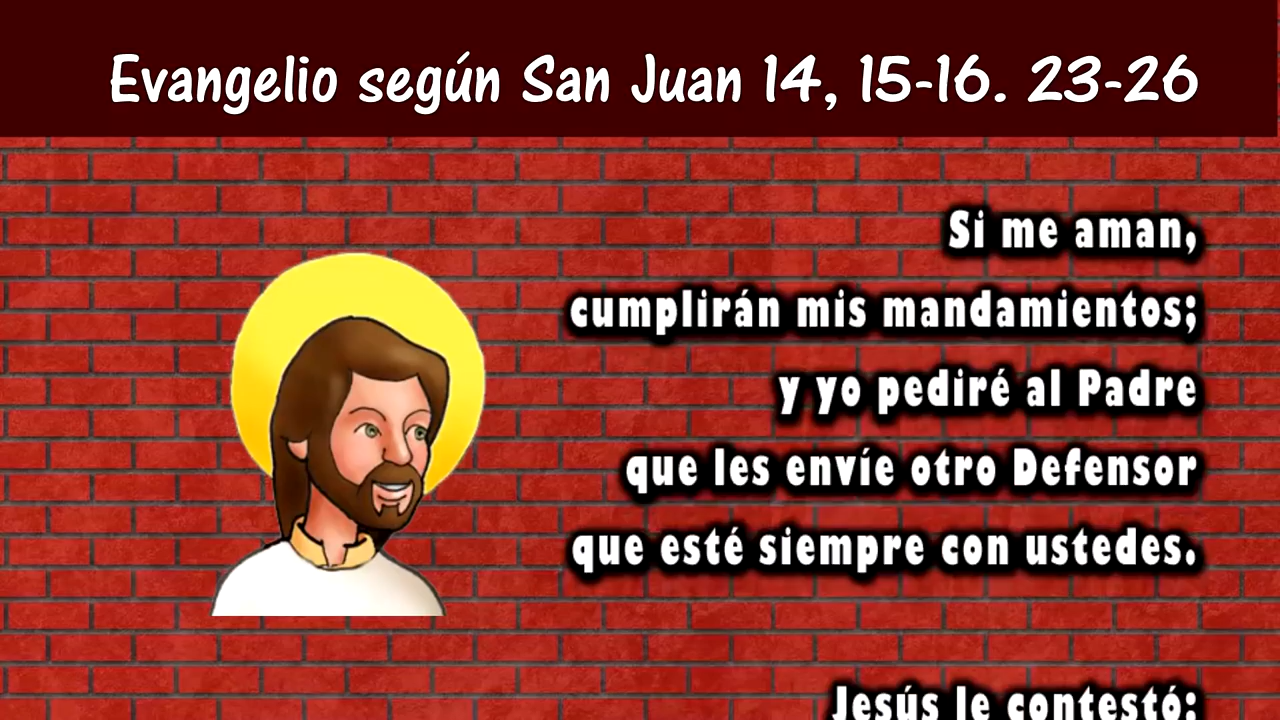 Evangelio según San Juan 14, 15-16. 23-26
Si me aman,
cumplirán mis mandamientos;
y yo pediré al Padre
que les envíe otro Defensor
que esté siempre con ustedes.
Jesús le contestó: